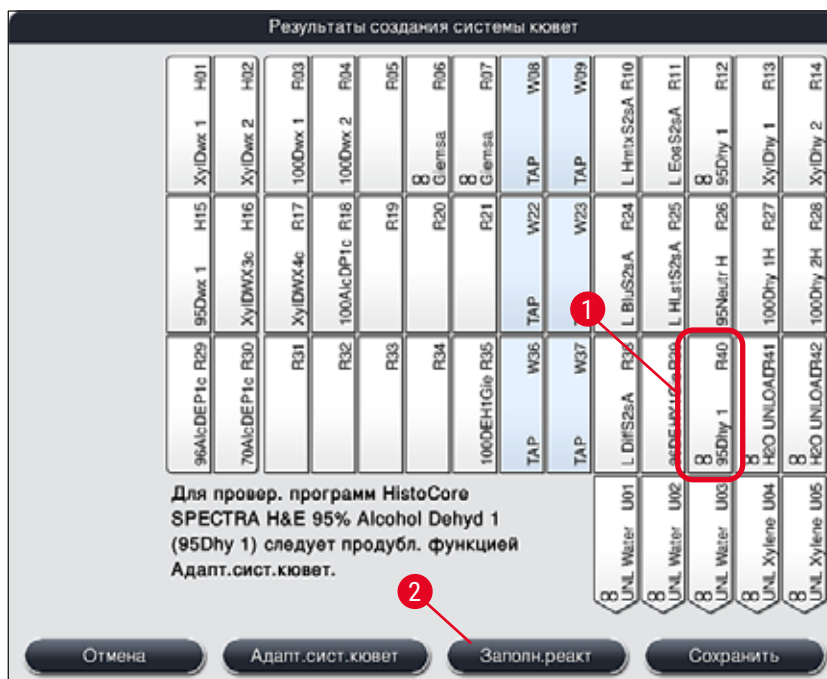 Результаты создания системы кювет
XylDwx 1 H01
XylDwx 2 H02
100Dwx 1 R03
100Dwx 2 R04
R05
∞ Giemsa R06
∞ Giemsa R07
TAP W08
TAP W09
L HmtxS2sA R10
L EosS2sA R11
∞ 95Dhy 1 R12
XylDhy 1 R13
XylDhy 2 R14
95Dwx 1 H15
XylDWX3c H16
XylDWX4c R17
100AlcDP1c R18
R19
R20
R21
TAP W22
TAP W23
L BluS2sA R24
L HLstS2sA R25
95Neutr H R26
100Dhy 1H R27
100Dhy 2H R28
96AlcDEP1c R29
70AlcDEP1c R30
R31
R32
R33
R34
100DEH1Gie R35
TAP W36
TAP W37
L DiffS2sA R38
R39
∞ 95Dhy 1 R40
∞ H2O UNLOAD R41
∞ H2O UNLOAD R42
∞ UNL Water U01
∞ UNL Water U02
∞ UNL Water U03
∞ UNL Xylene U04
∞ UNL Xylene U05
1
Для провер. программ HistoCore
SPECTRA H&E 95% Alcohol Dehyd 1
(95Dhy 1) следует продубл. функцией
Адапт.сист.кювет.
2
Отмена
Адапт.сист.кювет
Заполн.реакт
Сохранить